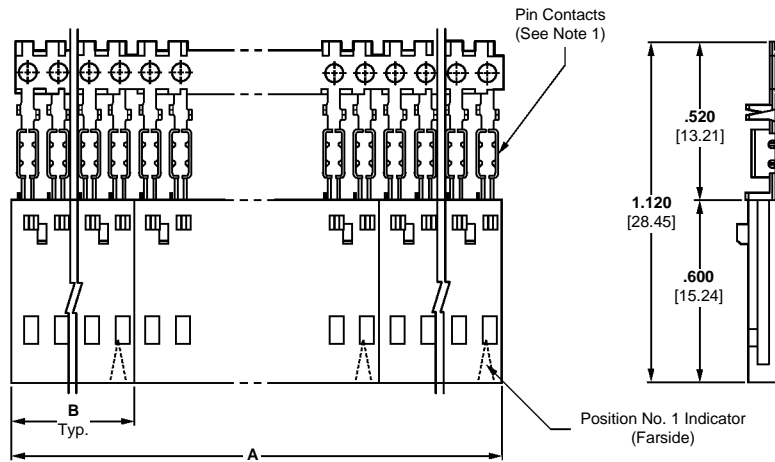 Pin Contacts
(See Note 1)
.520
[13.21]
1.120
[28.45]
.600
[15.24]
B
Typ.
Position No. 1 Indicator
(Farside)
A